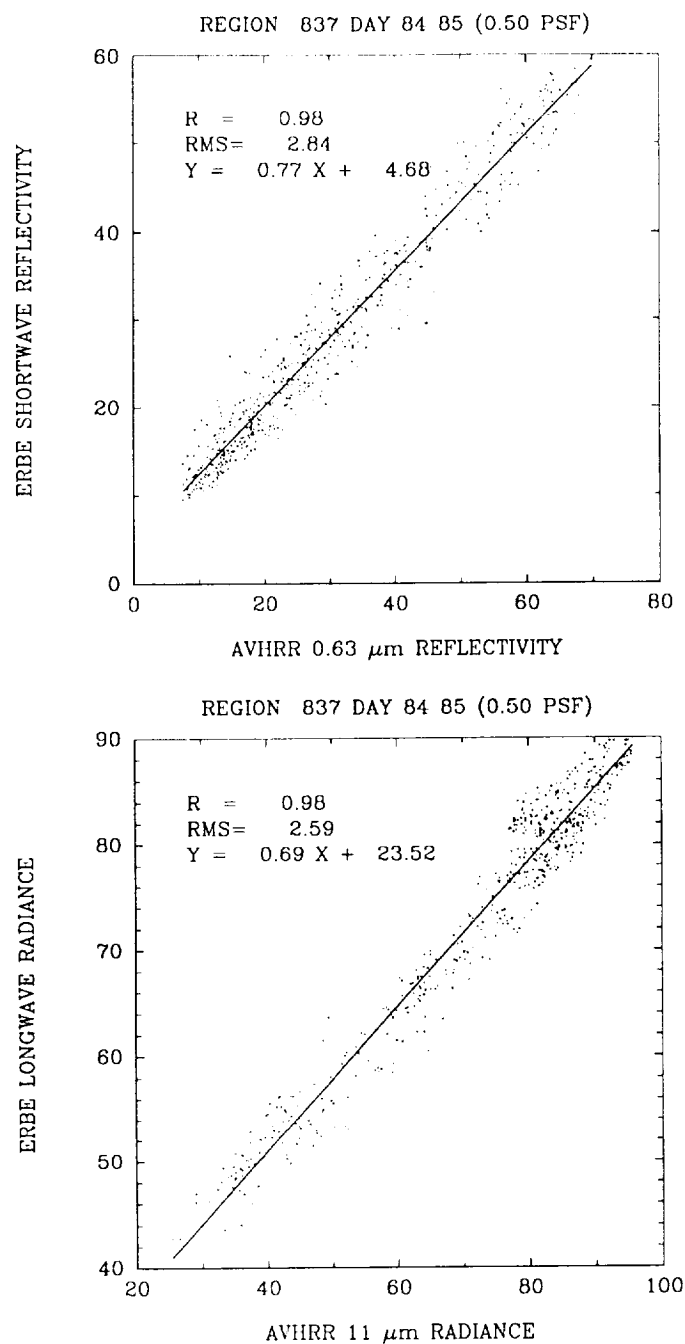 REGION 837 DAY 84 85 (0.50 PSF)
60
R = 0.98
RMS= 2.84
Y = 0.77 X + 4.68
40
ERBE SHORTWAVE REFLECTIVITY
20
0
0 20 40 60 80
AVHRR 0.63 μm REFLECTIVITY
REGION 837 DAY 84 85 (0.50 PSF)
90
R = 0.98
RMS= 2.59
Y = 0.69 X + 23.52
80
70
ERBE LONGWAVE RADIANCE
60
50
40
20 40 60 80 100
AVHRR 11 μm RADIANCE